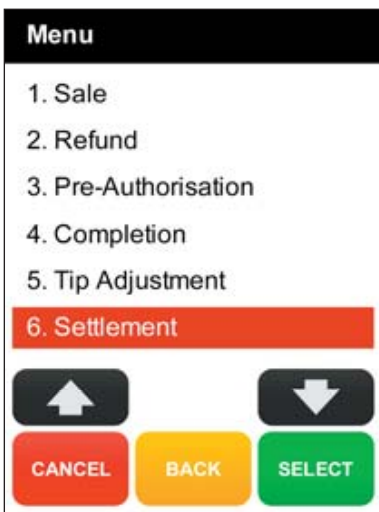 Menu
1. Sale
2. Refund
3. Pre-Authorisation
4. Completion
5. Tip Adjustment
6. Settlement
CANCEL BACK SELECT